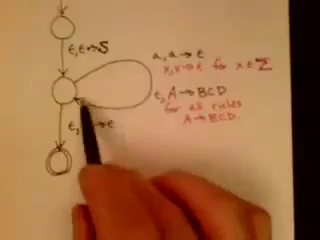 ε,ε→S
a,a→ε
x,x→ε for x∈Σ
ε,A→BCD
for all rules
A→BCD.
ε, →ε